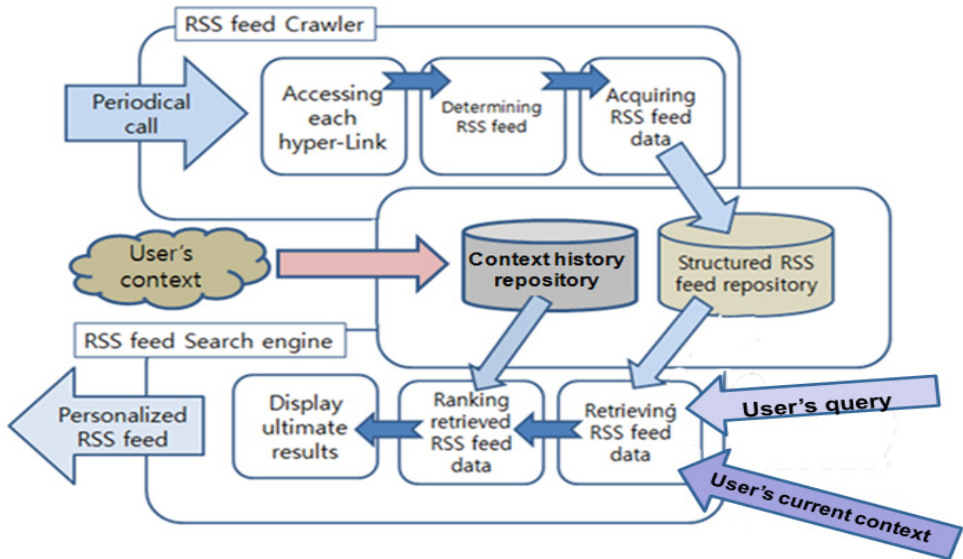 RSS feed Crawler
Periodical
call
Accessing
each
hyper-Link
Determining
RSS feed
Acquiring
RSS feed
data
User's
context
Context history
repository
Structured RSS
feed repository
RSS feed Search engine
Personalized
RSS feed
Display
ultimate
results
Ranking
retrieved
RSS feed
data
Retrieving
RSS feed
data
User's query
User's current context